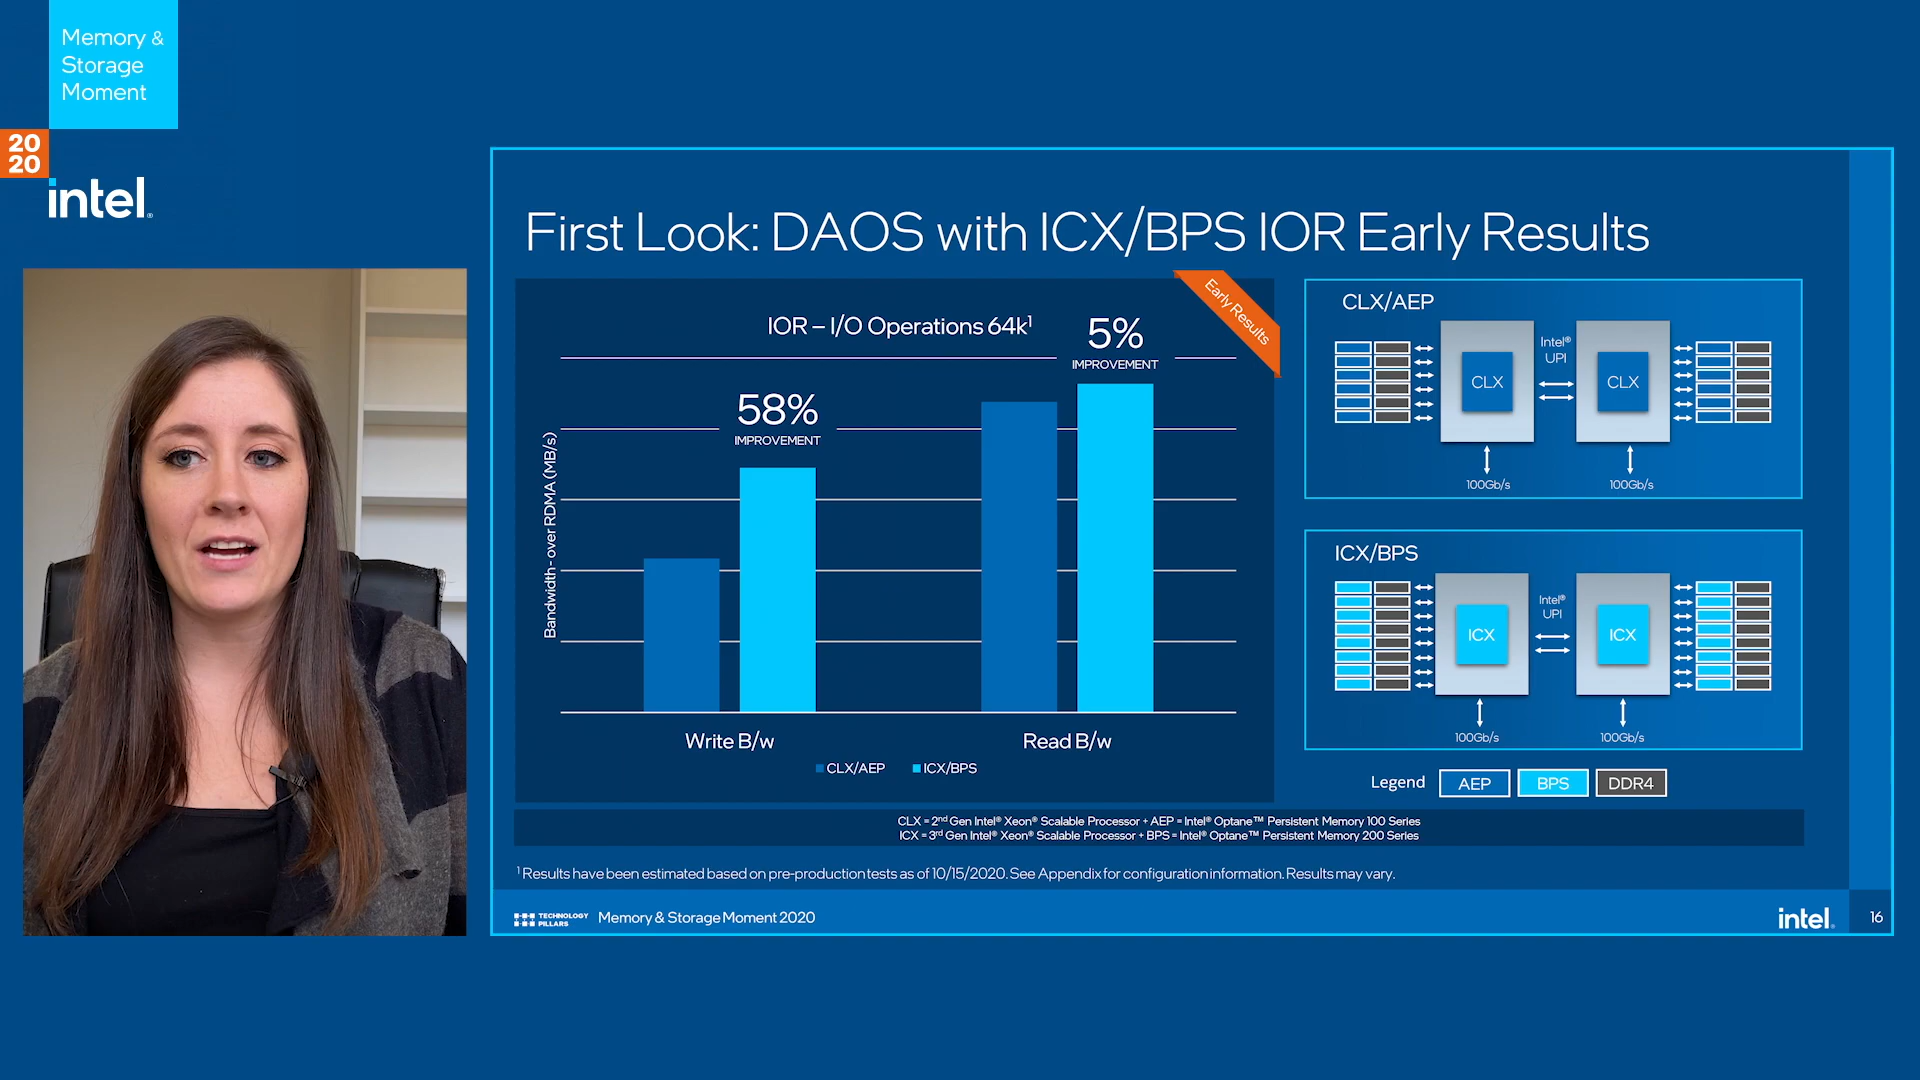 Memory &
Storage
Moment
20
20
intel.
First Look: DAOS with ICX/BPS IOR Early Results
Early Results
IOR – I/O Operations 64k¹
5%
IMPROVEMENT
58%
IMPROVEMENT
Bandwidth - over RDMA (MB/s)
Write B/w
Read B/w
CLX/AEP
ICX/BPS
CLX/AEP
Intel®
UPI
CLX
CLX
100Gb/s
100Gb/s
ICX/BPS
Intel®
UPI
ICX
ICX
100Gb/s
100Gb/s
Legend
AEP
BPS
DDR4
CLX = 2nd Gen Intel® Xeon® Scalable Processor + AEP = Intel® Optane™ Persistent Memory 100 Series
ICX = 3rd Gen Intel® Xeon® Scalable Processor + BPS = Intel® Optane™ Persistent Memory 200 Series
¹ Results have been estimated based on pre-production tests as of 10/15/2020. See Appendix for configuration information. Results may vary.
TECHNOLOGY
PILLARS
Memory & Storage Moment 2020
intel.
16